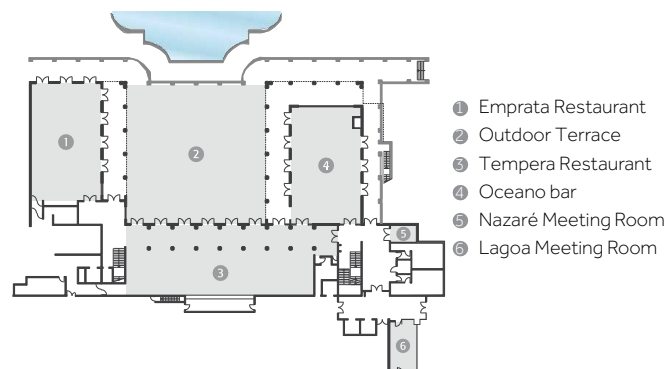 1
2
3
4
5
6
1 Emprata Restaurant
2 Outdoor Terrace
3 Tempera Restaurant
4 Oceano bar
5 Nazaré Meeting Room
6 Lagoa Meeting Room